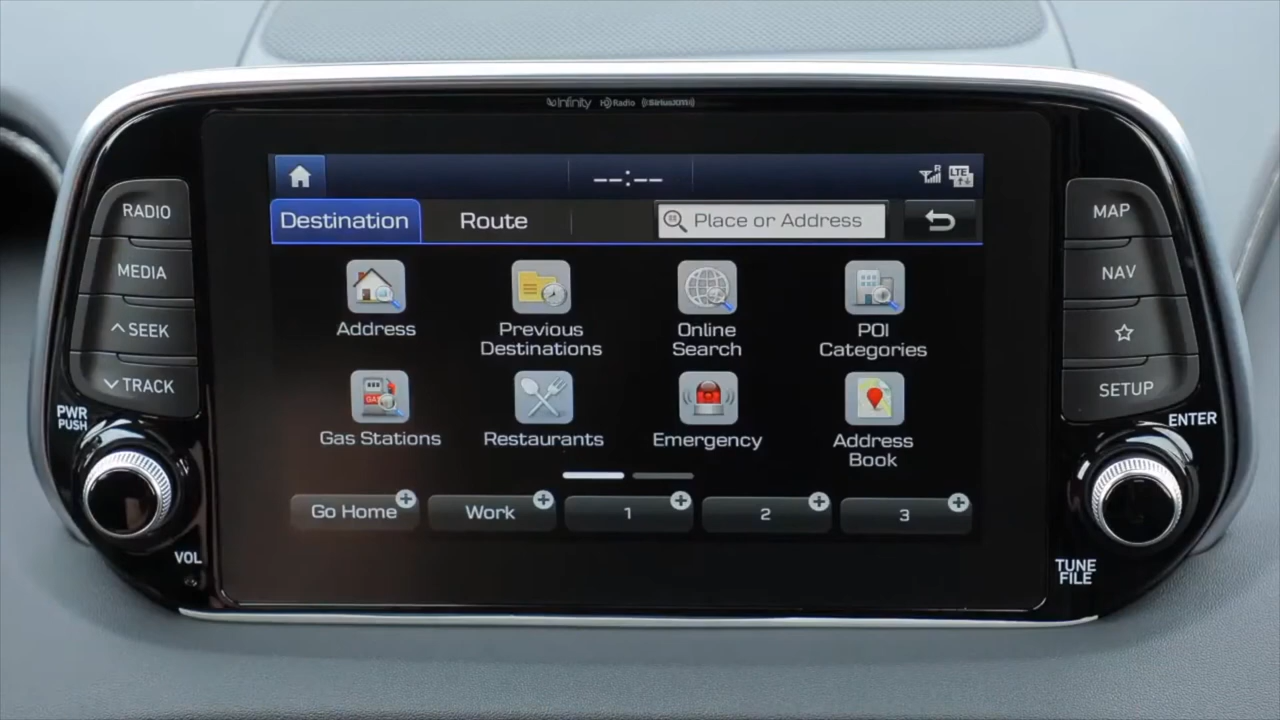 Infinity HD Radio ((SiriusXM))
--:--
R
LTE
Destination
Route
Place or Address
Address
Previous
Destinations
Online
Search
POI
Categories
GAS
Gas Stations
Restaurants
Emergency
Address
Book
Go Home
Work
1
2
3
RADIO
MEDIA
SEEK
TRACK
PWR
PUSH
VOL
MAP
NAV
SETUP
ENTER
TUNE
FILE